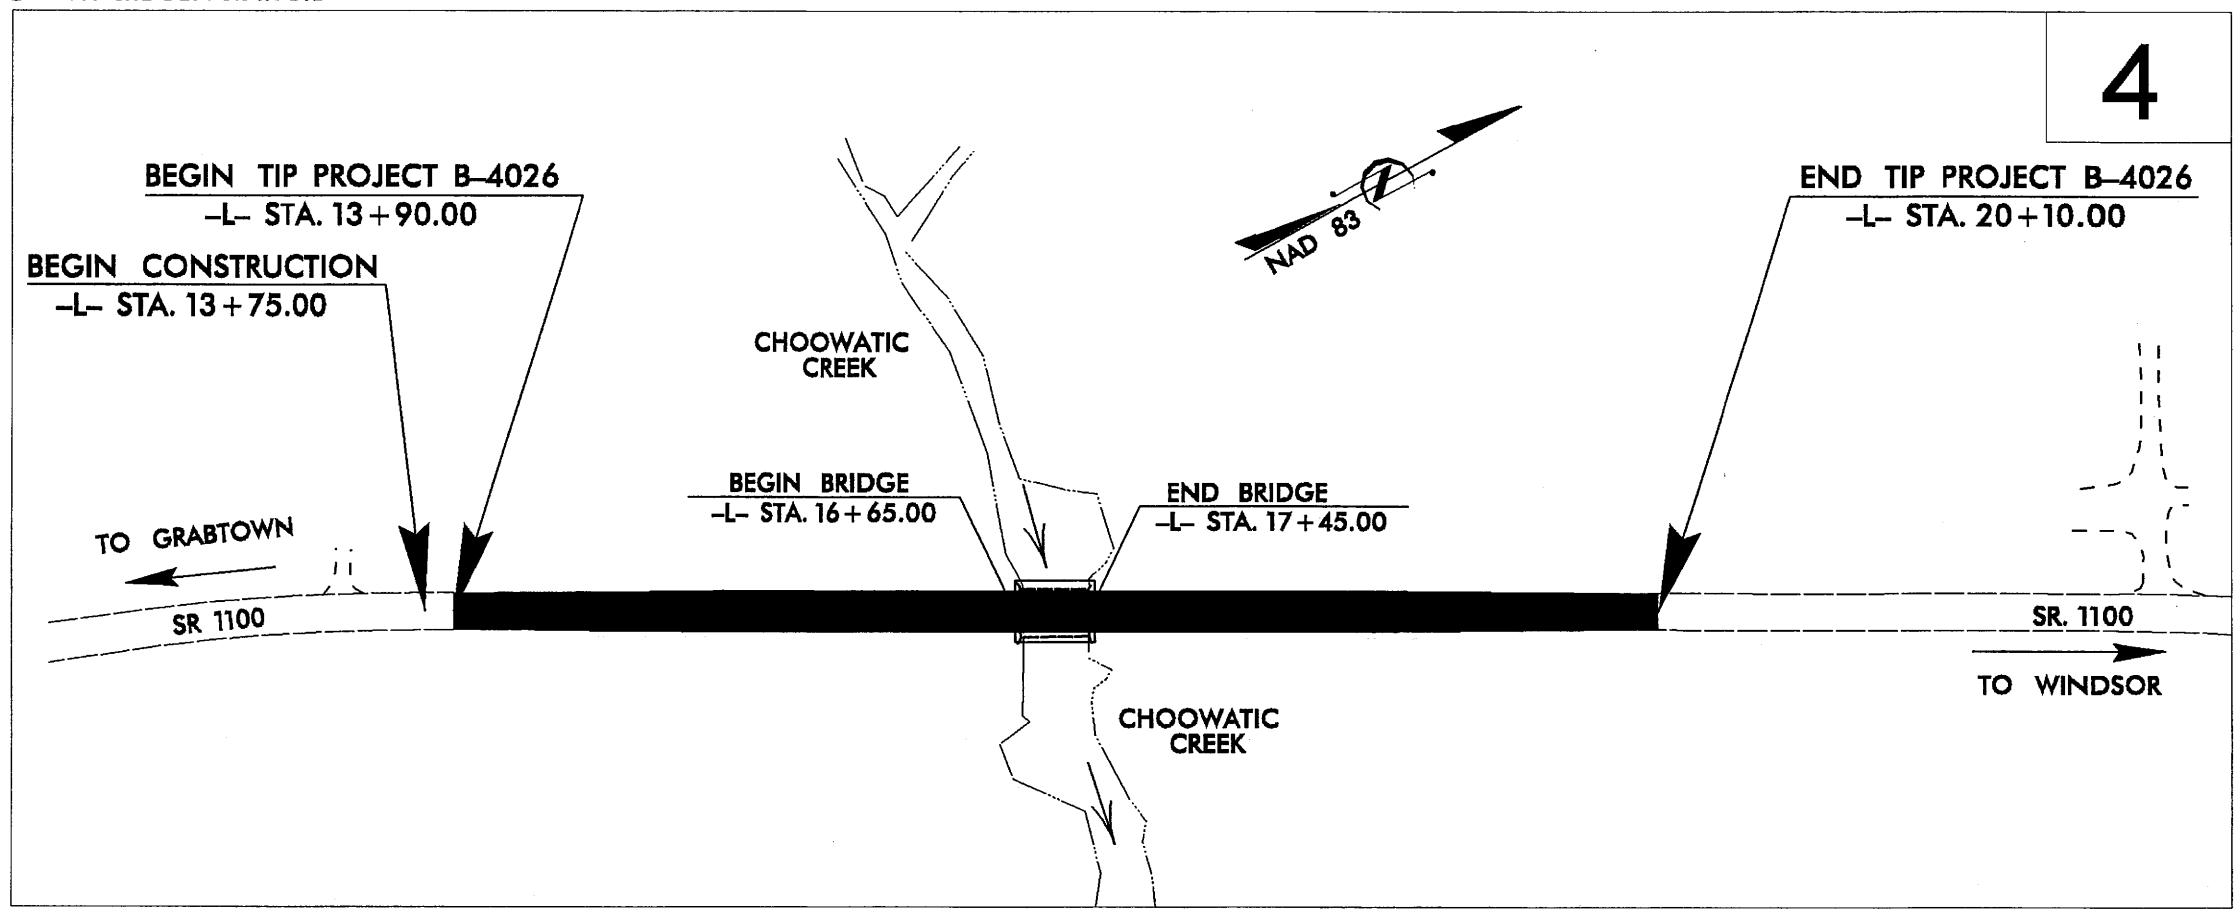 4
BEGIN TIP PROJECT B-4026
-L- STA. 13+90.00
END TIP PROJECT B-4026
-L- STA. 20+10.00
BEGIN CONSTRUCTION
-L- STA. 13+75.00
NAD 83
CHOOWATIC
CREEK
BEGIN BRIDGE
-L- STA. 16+65.00
END BRIDGE
-L- STA. 17+45.00
TO GRABTOWN
SR 1100
SR. 1100
TO WINDSOR
CHOOWATIC
CREEK